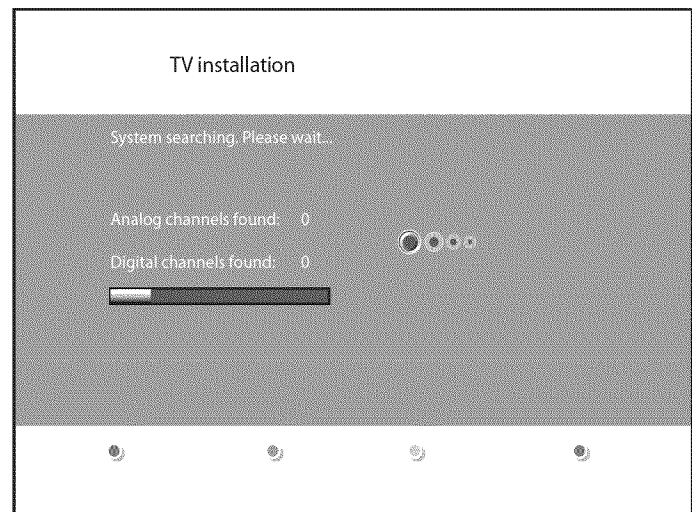 TV installation
System searching. Please wait...
Analog channels found: 0
Digital channels found: 0